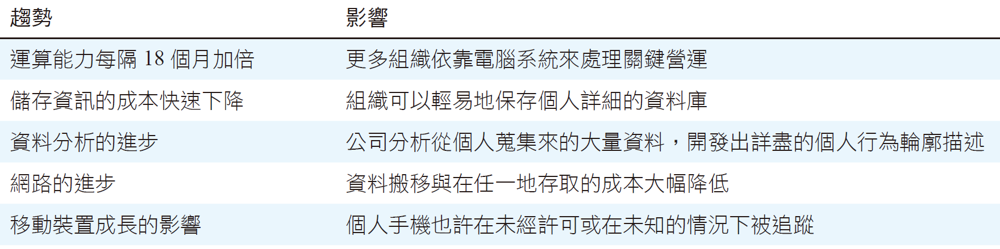 趨勢 影響
運算能力每隔 18 個月加倍 更多組織依靠電腦系統來處理關鍵營運
儲存資訊的成本快速下降 組織可以輕易地保存個人詳細的資料庫
資料分析的進步 公司分析從個人蒐集來的大量資料，開發出詳盡的個人行為輪廓描述
網路的進步 資料搬移與在任一地存取的成本大幅降低
移動裝置成長的影響 個人手機也許在未經許可或在未知的情況下被追蹤